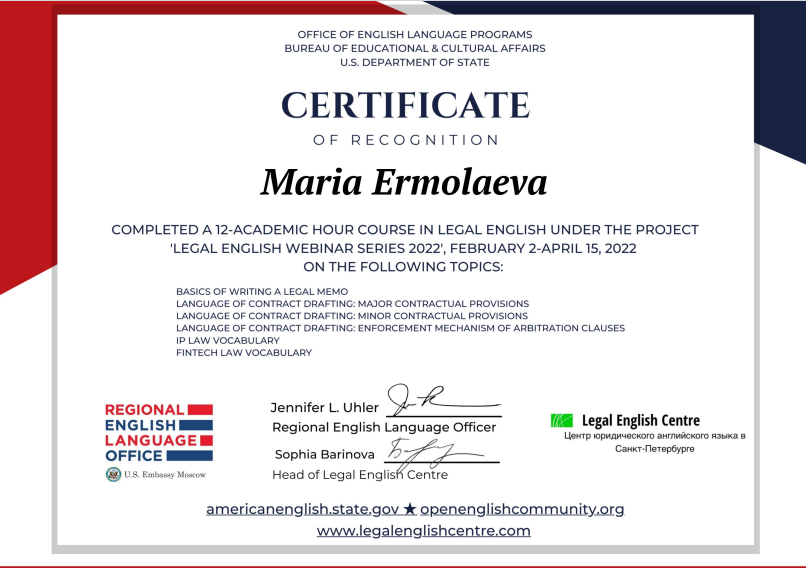 OFFICE OF ENGLISH LANGUAGE PROGRAMS
BUREAU OF EDUCATIONAL & CULTURAL AFFAIRS
U.S. DEPARTMENT OF STATE
CERTIFICATE
OF RECOGNITION
Maria Ermolaeva
COMPLETED A 12-ACADEMIC HOUR COURSE IN LEGAL ENGLISH UNDER THE PROJECT
'LEGAL ENGLISH WEBINAR SERIES 2022', FEBRUARY 2-APRIL 15, 2022
ON THE FOLLOWING TOPICS:
BASICS OF WRITING A LEGAL MEMO
LANGUAGE OF CONTRACT DRAFTING: MAJOR CONTRACTUAL PROVISIONS
LANGUAGE OF CONTRACT DRAFTING: MINOR CONTRACTUAL PROVISIONS
LANGUAGE OF CONTRACT DRAFTING: ENFORCEMENT MECHANISM OF ARBITRATION CLAUSES
IP LAW VOCABULARY
FINTECH LAW VOCABULARY
REGIONAL
ENGLISH
LANGUAGE
OFFICE
U.S. Embassy Moscow
Jennifer L. Uhler
Regional English Language Officer
Sophia Barinova
Head of Legal English Centre
Legal English Centre
Центр юридического английского языка в
Санкт-Петербурге
americanenglish.state.gov ★ openenglishcommunity.org
www.legalenglishcentre.com